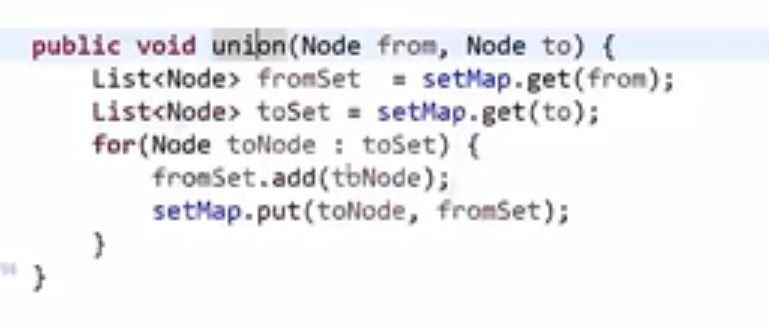 public void union(Node from, Node to) {
List<Node> fromSet = setMap.get(from);
List<Node> toSet = setMap.get(to);
for(Node toNode : toSet) {
fromSet.add(toNode);
setMap.put(toNode, fromSet);
}
}